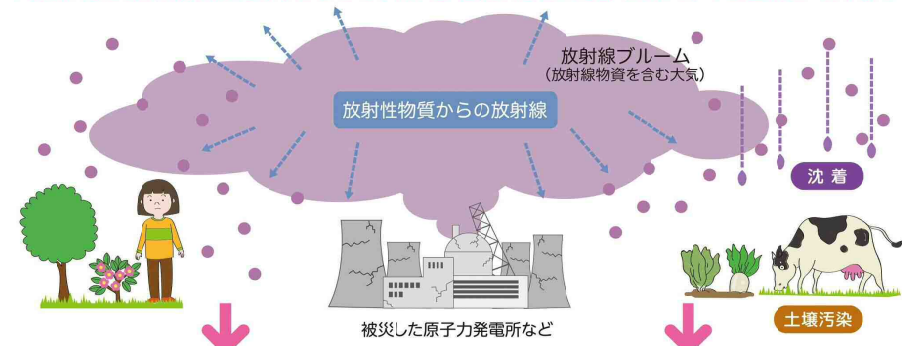 放射線ブルーム
(放射線物資を含む大気)
放射性物質からの放射線
沈着
被災した原子力発電所など
土壌汚染